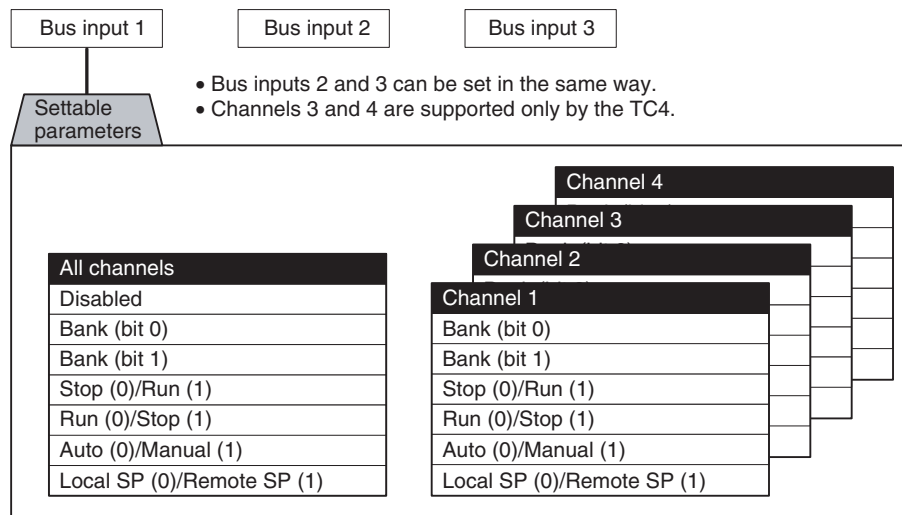 Bus input 1
Bus input 2
Bus input 3
• Bus inputs 2 and 3 can be set in the same way.
• Channels 3 and 4 are supported only by the TC4.
Settable
parameters
All channels
Disabled
Bank (bit 0)
Bank (bit 1)
Stop (0)/Run (1)
Run (0)/Stop (1)
Auto (0)/Manual (1)
Local SP (0)/Remote SP (1)
Channel 4
Channel 3
Channel 2
Channel 1
Bank (bit 0)
Bank (bit 1)
Stop (0)/Run (1)
Run (0)/Stop (1)
Auto (0)/Manual (1)
Local SP (0)/Remote SP (1)